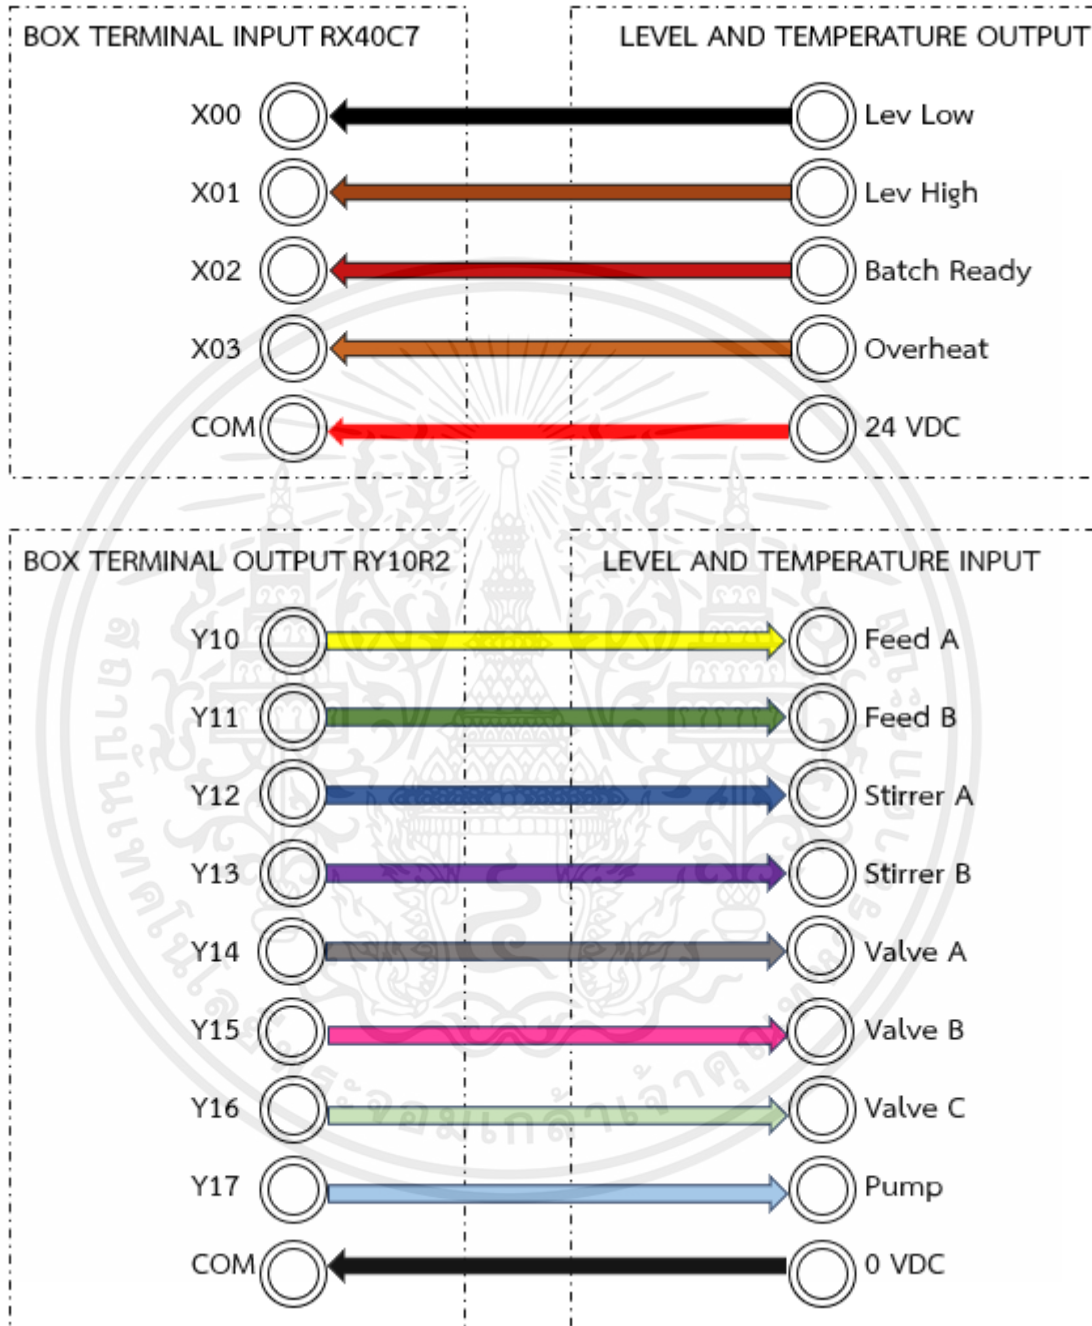 BOX TERMINAL INPUT RX40C7
LEVEL AND TEMPERATURE OUTPUT
X00 Lev Low
X01 Lev High
X02 Batch Ready
X03 Overheat
COM 24 VDC
BOX TERMINAL OUTPUT RY10R2
LEVEL AND TEMPERATURE INPUT
Y10 Feed A
Y11 Feed B
Y12 Stirrer A
Y13 Stirrer B
Y14 Valve A
Y15 Valve B
Y16 Valve C
Y17 Pump
COM 0 VDC